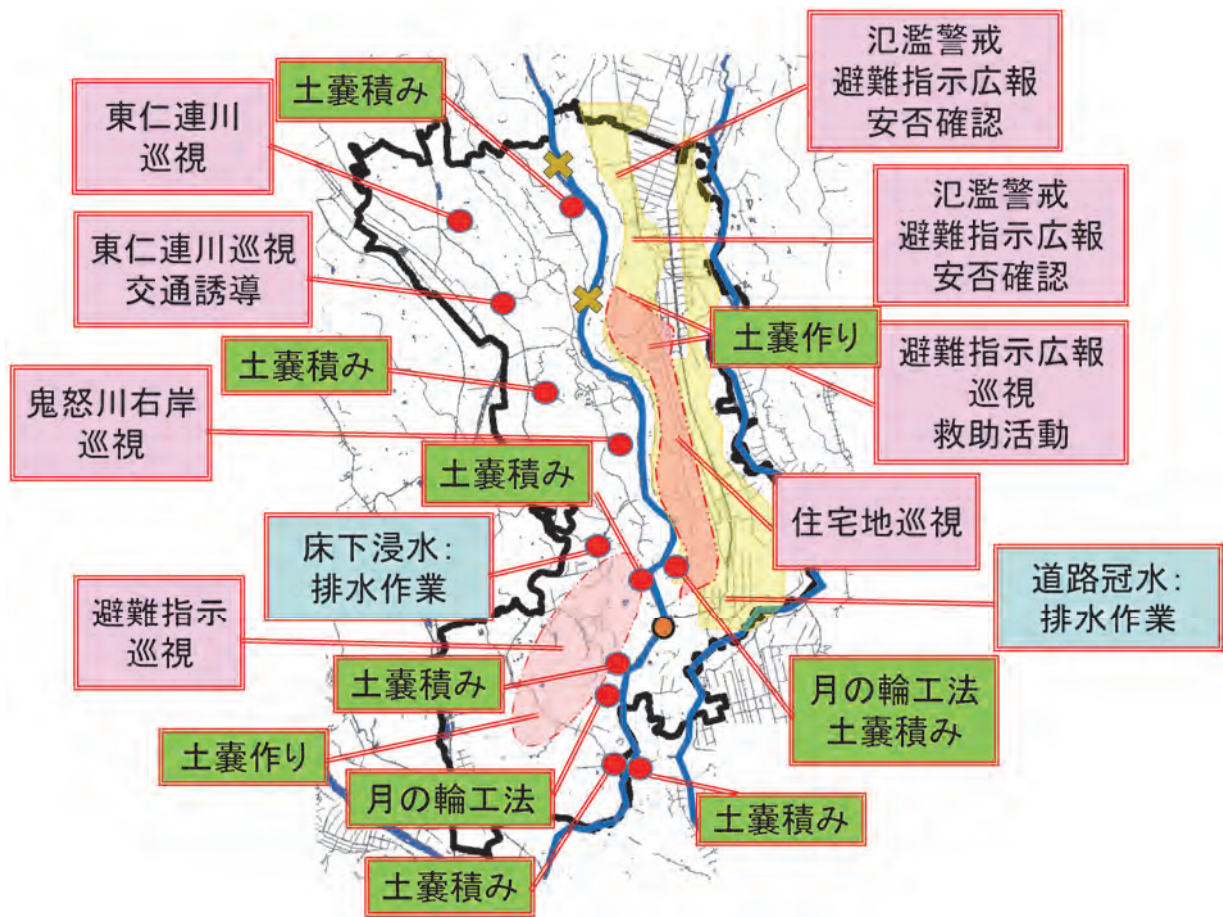 氾濫警戒
避難指示広報
安否確認
土嚢積み
東仁連川
巡視
氾濫警戒
避難指示広報
安否確認
東仁連川巡視
交通誘導
土嚢作り
避難指示広報
巡視
救助活動
土嚢積み
鬼怒川右岸
巡視
土嚢積み
住宅地巡視
床下浸水:
排水作業
道路冠水:
排水作業
避難指示
巡視
土嚢積み
月の輪工法
土嚢積み
土嚢作り
月の輪工法
土嚢積み
土嚢積み